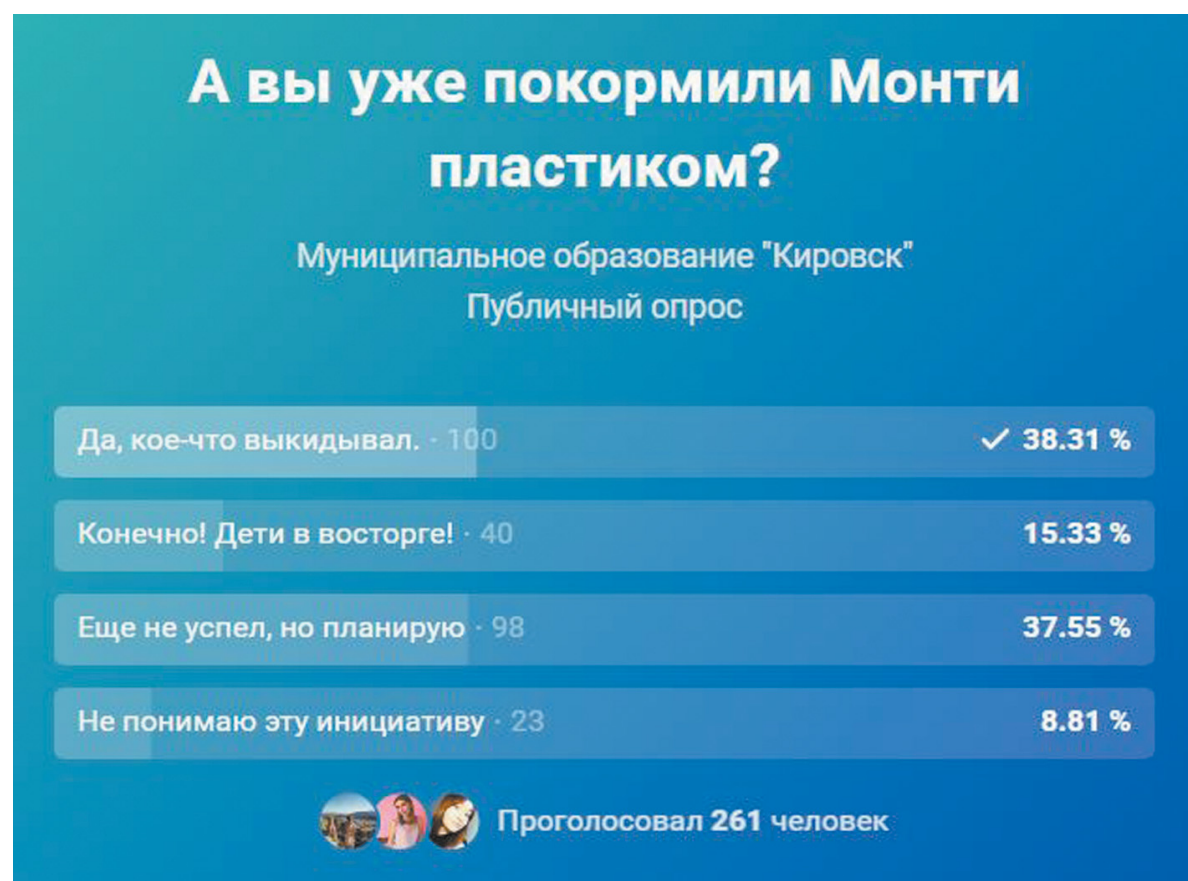 А вы уже покормили Монти
пластиком?
Муниципальное образование "Кировск"
Публичный опрос
Да, кое-что выкидывал. · 100 38.31 %
Конечно! Дети в восторге! · 40 15.33 %
Еще не успел, но планирую · 98 37.55 %
Не понимаю эту инициативу · 23 8.81 %
Проголосовал 261 человек